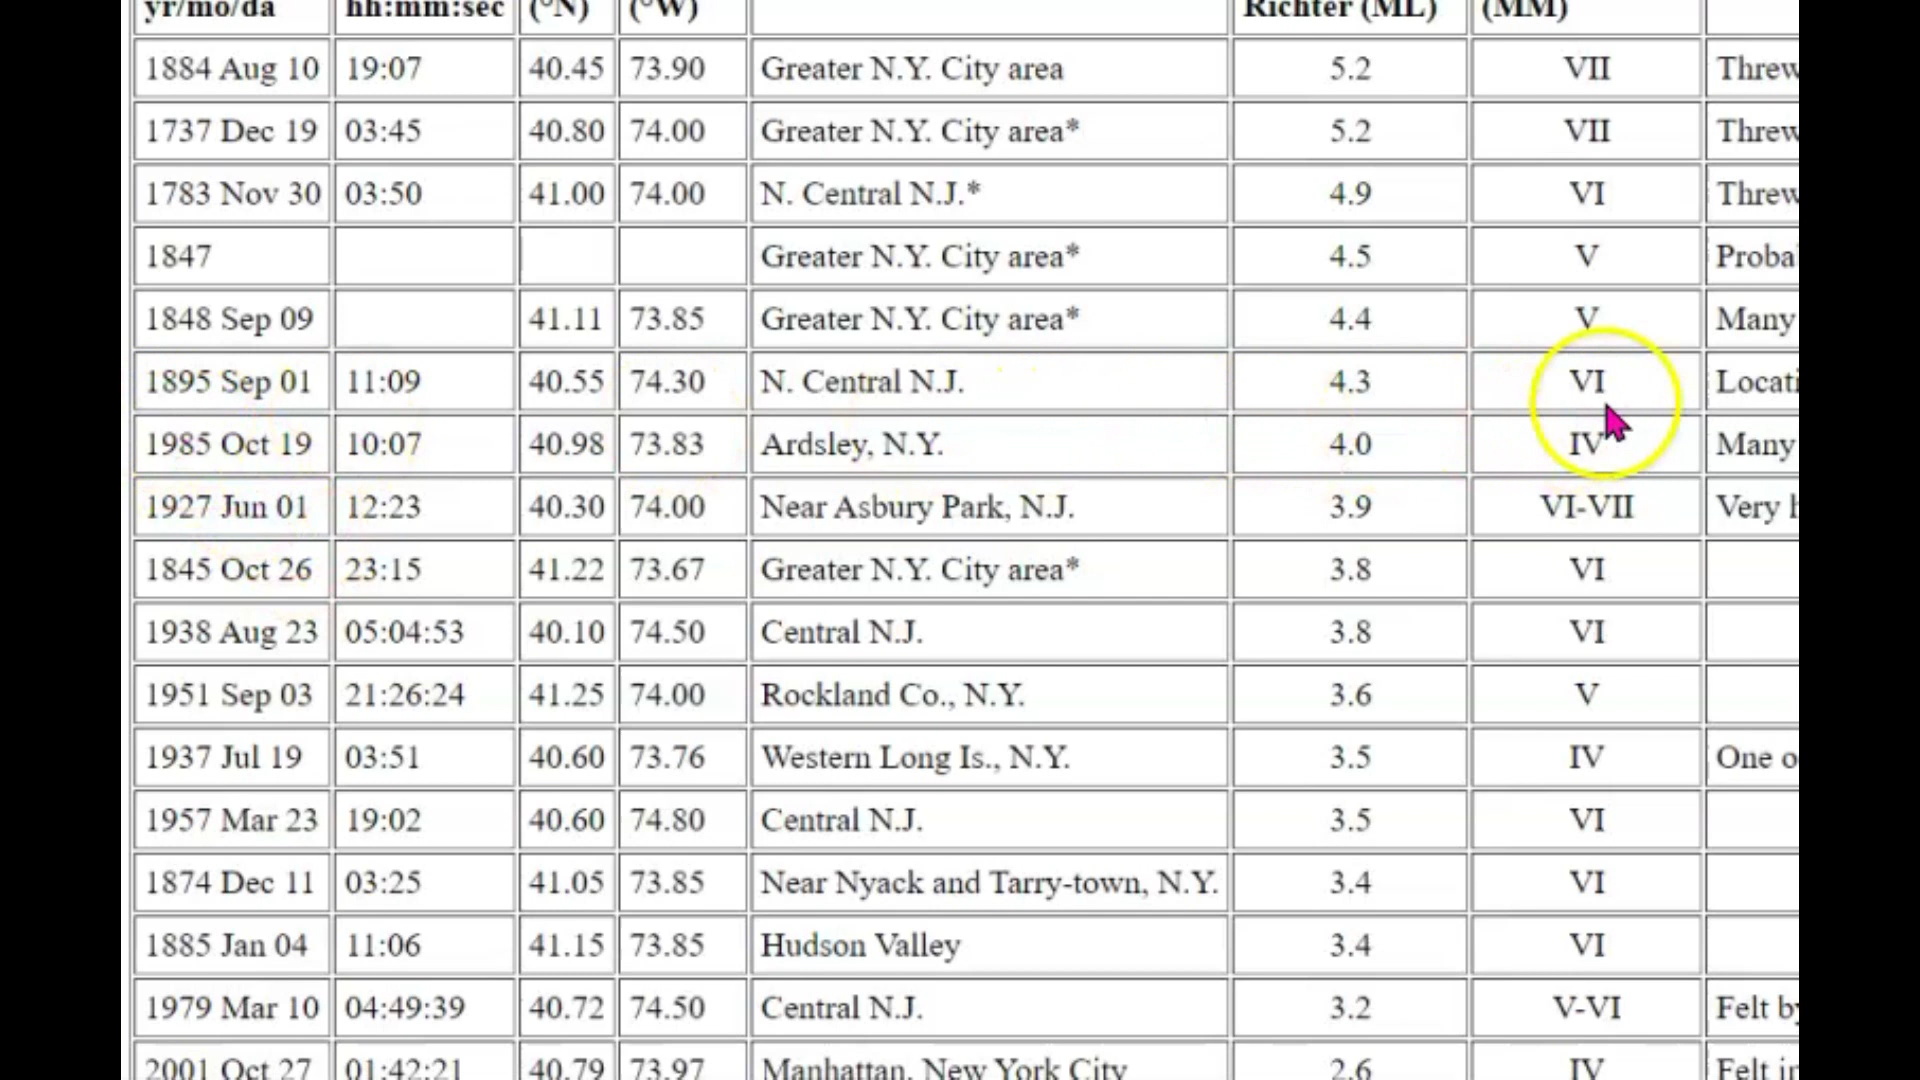 yr/mo/da hh:mm:sec (°N) (°W) Richter (ML) (MM)
1884 Aug 10 19:07 40.45 73.90 Greater N.Y. City area 5.2 VII Threw
1737 Dec 19 03:45 40.80 74.00 Greater N.Y. City area* 5.2 VII Threw
1783 Nov 30 03:50 41.00 74.00 N. Central N.J.* 4.9 VI Threw
1847 Greater N.Y. City area* 4.5 V Proba
1848 Sep 09 41.11 73.85 Greater N.Y. City area* 4.4 V Many
1895 Sep 01 11:09 40.55 74.30 N. Central N.J. 4.3 VI Locati
1985 Oct 19 10:07 40.98 73.83 Ardsley, N.Y. 4.0 IV Many
1927 Jun 01 12:23 40.30 74.00 Near Asbury Park, N.J. 3.9 VI-VII Very
1845 Oct 26 23:15 41.22 73.67 Greater N.Y. City area* 3.8 VI
1938 Aug 23 05:04:53 40.10 74.50 Central N.J. 3.8 VI
1951 Sep 03 21:26:24 41.25 74.00 Rockland Co., N.Y. 3.6 V
1937 Jul 19 03:51 40.60 73.76 Western Long Is., N.Y. 3.5 IV One o
1957 Mar 23 19:02 40.60 74.80 Central N.J. 3.5 VI
1874 Dec 11 03:25 41.05 73.85 Near Nyack and Tarry-town, N.Y. 3.4 VI
1885 Jan 04 11:06 41.15 73.85 Hudson Valley 3.4 VI
1979 Mar 10 04:49:39 40.72 74.50 Central N.J. 3.2 V-VI Felt by
2001 Oct 27 01:42:21 40.79 73.97 Manhattan, New York City 2.6 IV Felt in